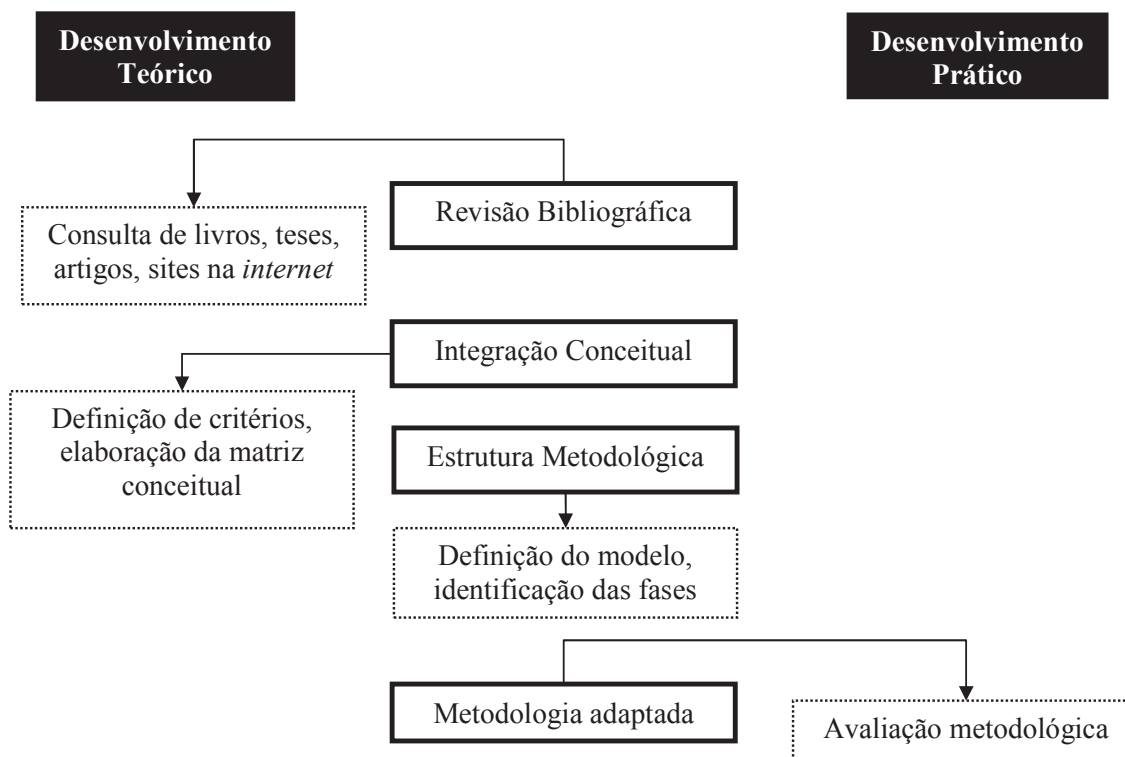 Desenvolvimento
Teórico
Desenvolvimento
Prático
Revisão Bibliográfica
Consulta de livros, teses,
artigos, sites na internet
Integração Conceitual
Definição de critérios,
elaboração da matriz
conceitual
Estrutura Metodológica
Definição do modelo,
identificação das fases
Metodologia adaptada
Avaliação metodológica